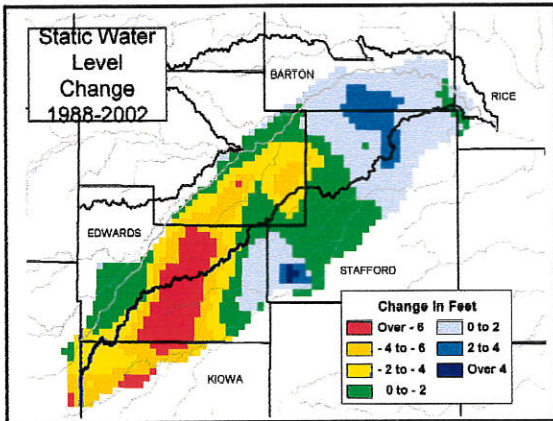 Static Water
Level
Change
1988-2002
BARTON
RICE
EDWARDS
STAFFORD
KIOWA
Change In Feet
Over - 6
0 to 2
- 4 to - 6
2 to 4
- 2 to - 4
Over 4
0 to - 2